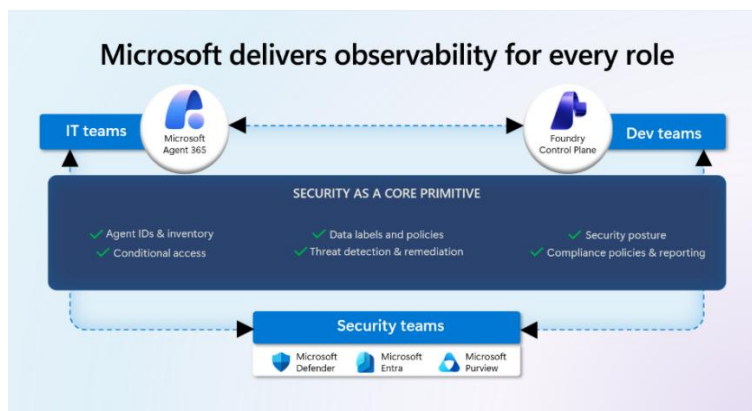 Microsoft delivers observability for every role
IT teams
Microsoft
Agent 365
Foundry
Control Plane
Dev teams
SECURITY AS A CORE PRIMITIVE
Agent IDs & inventory
Conditional access
Data labels and policies
Threat detection & remediation
Security posture
Compliance policies & reporting
Security teams
Microsoft
Defender
Microsoft
Entra
Microsoft
Purview